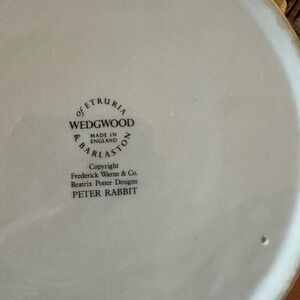 of ETRURIA
WEDGWOOD
MADE IN
ENGLAND
& BARLASTON
Copyright
Frederick Warne & Co.
Beatrix Potter Designs
PETER RABBIT